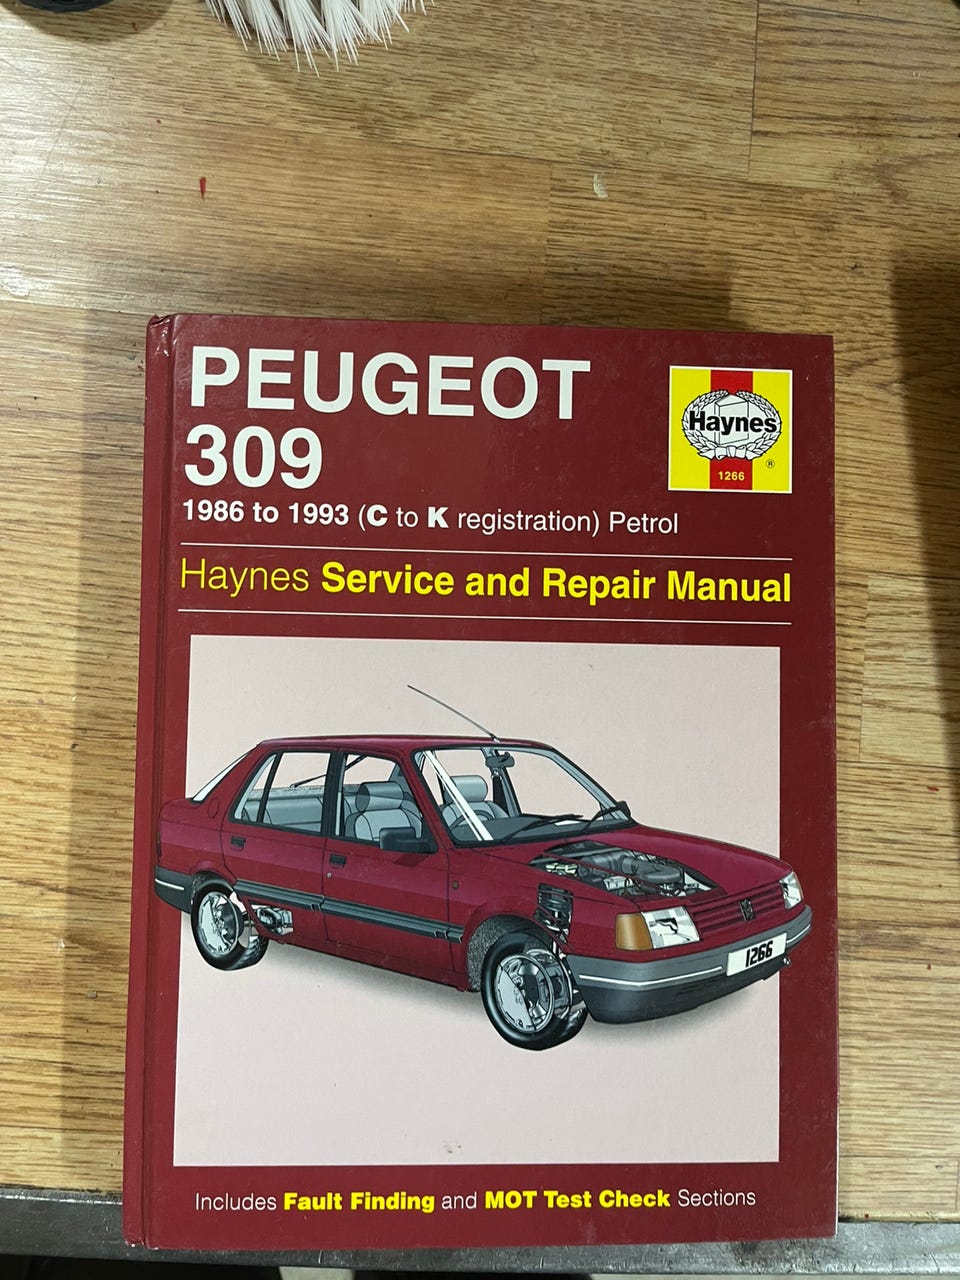 PEUGEOT
309
1986 to 1993 (C to K registration) Petrol
Haynes
®
1266
Haynes Service and Repair Manual
1266
Includes Fault Finding and MOT Test Check Sections